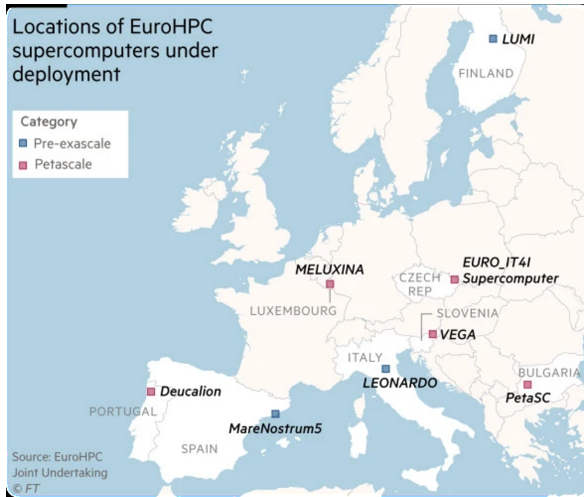 Locations of EuroHPC
supercomputers under
deployment
Category
Pre-exascale
Petascale
LUMI
FINLAND
MELUXINA
LUXEMBOURG
CZECH
REP
EURO_IT4I
Supercomputer
SLOVENIA
VEGA
ITALY
LEONARDO
BULGARIA
PetaSC
Deucalion
PORTUGAL
MareNostrum5
SPAIN
Source: EuroHPC
Joint Undertaking
© FT